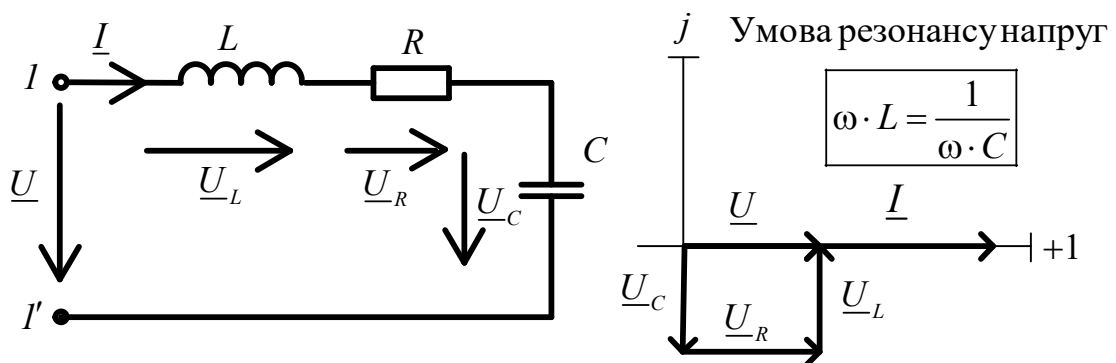 I L R j Умова резонансу напруг
1
ω · L = 1 / ω · C
U U_L U_R U_C C U I
+1
1' U_C U_R U_L